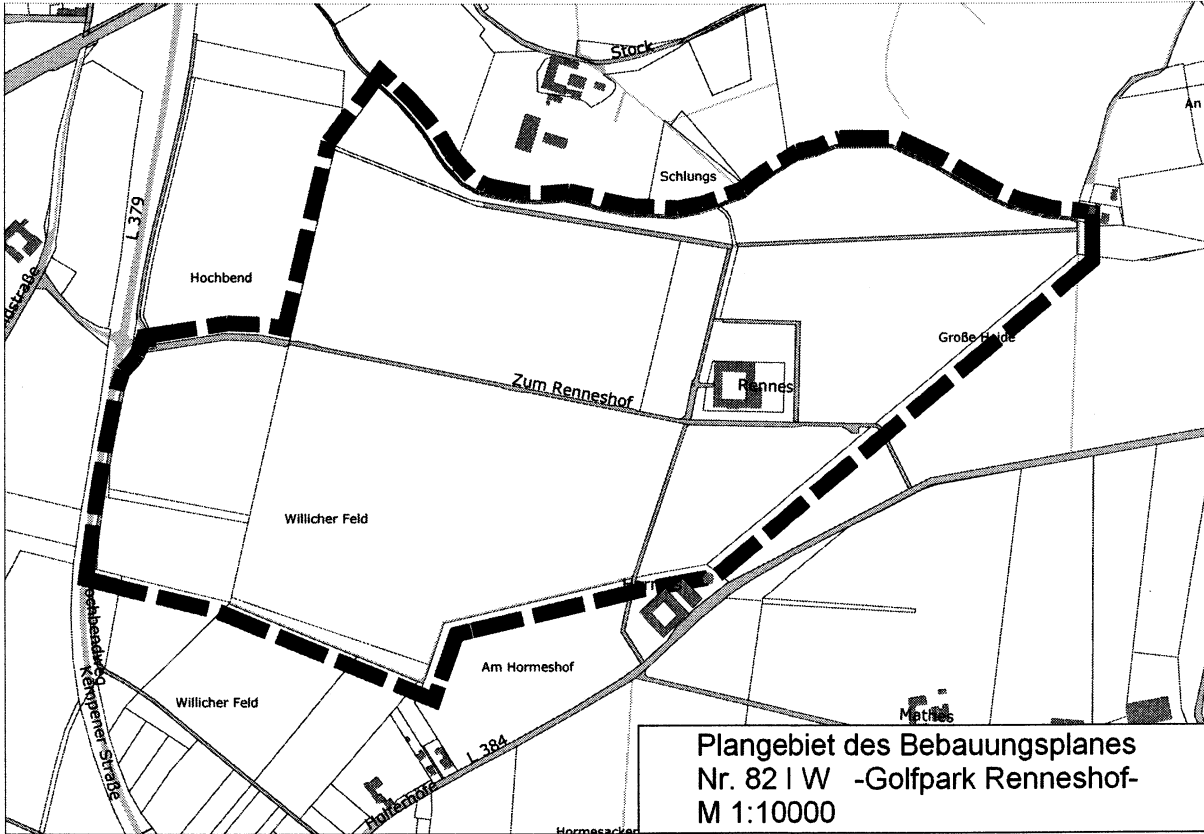 Stock
An
Schlungs
L 379
Hochbend
Große Heide
Zum Renneshof
Rennes
Willicher Feld
Am Hormeshof
Willicher Feld
Kempener Straße
Mathes
L 384
Hormesacker
Plangebiet des Bebauungsplanes
Nr. 82 I W -Golfpark Renneshof-
M 1:10000